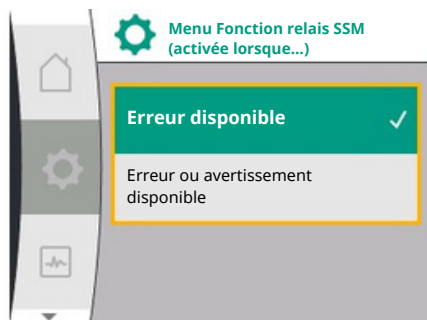 Menu Fonction relais SSM
(activée lorsque...)
Erreur disponible
Erreur ou avertissement
disponible